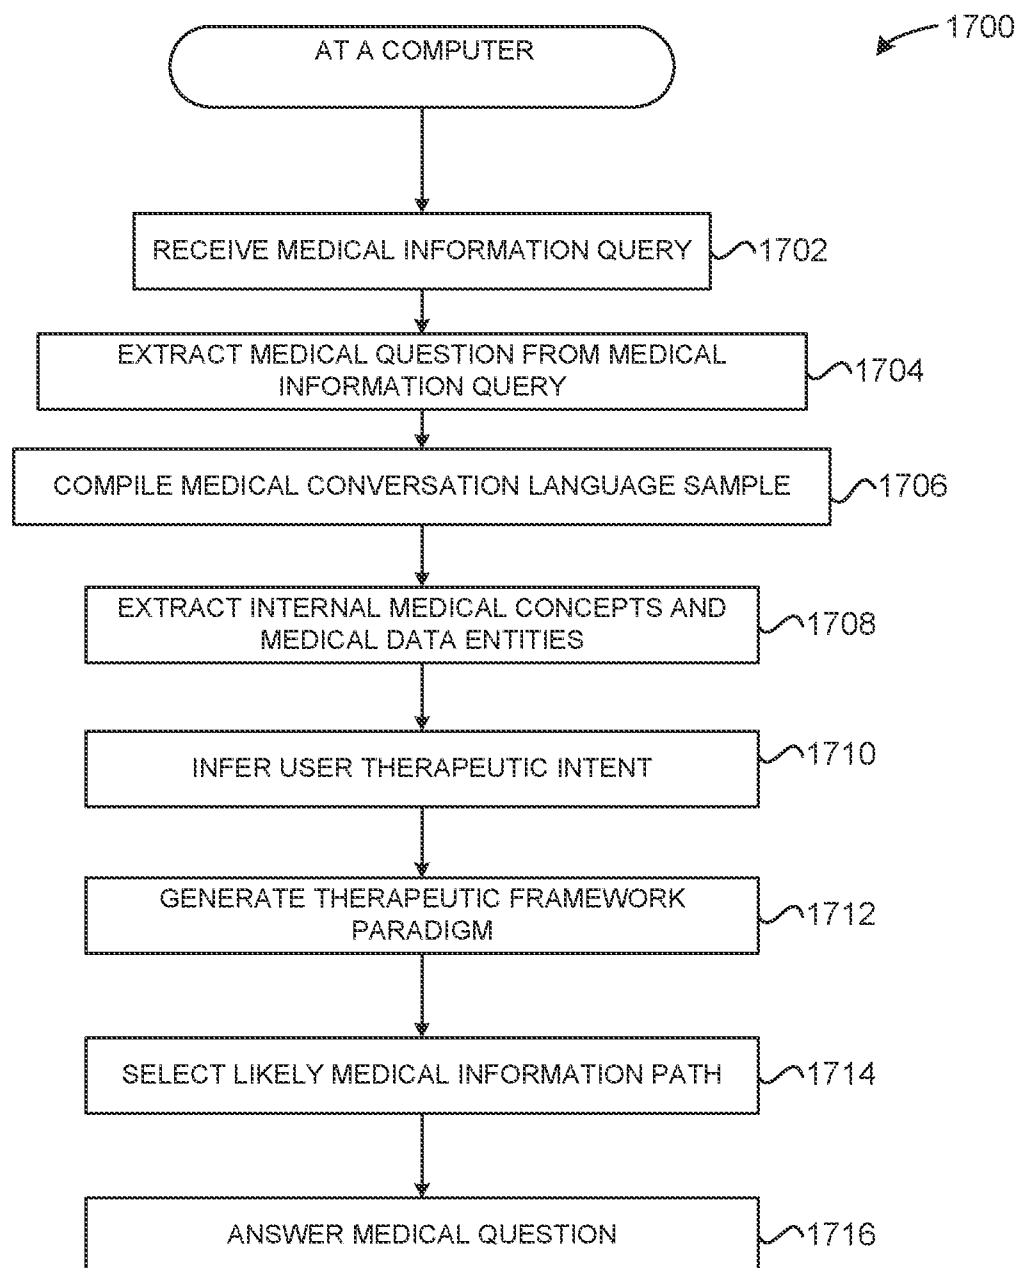 AT A COMPUTER
1700
RECEIVE MEDICAL INFORMATION QUERY
1702
EXTRACT MEDICAL QUESTION FROM MEDICAL
INFORMATION QUERY
1704
COMPILE MEDICAL CONVERSATION LANGUAGE SAMPLE
1706
EXTRACT INTERNAL MEDICAL CONCEPTS AND
MEDICAL DATA ENTITIES
1708
INFER USER THERAPEUTIC INTENT
1710
GENERATE THERAPEUTIC FRAMEWORK
PARADIGM
1712
SELECT LIKELY MEDICAL INFORMATION PATH
1714
ANSWER MEDICAL QUESTION
1716